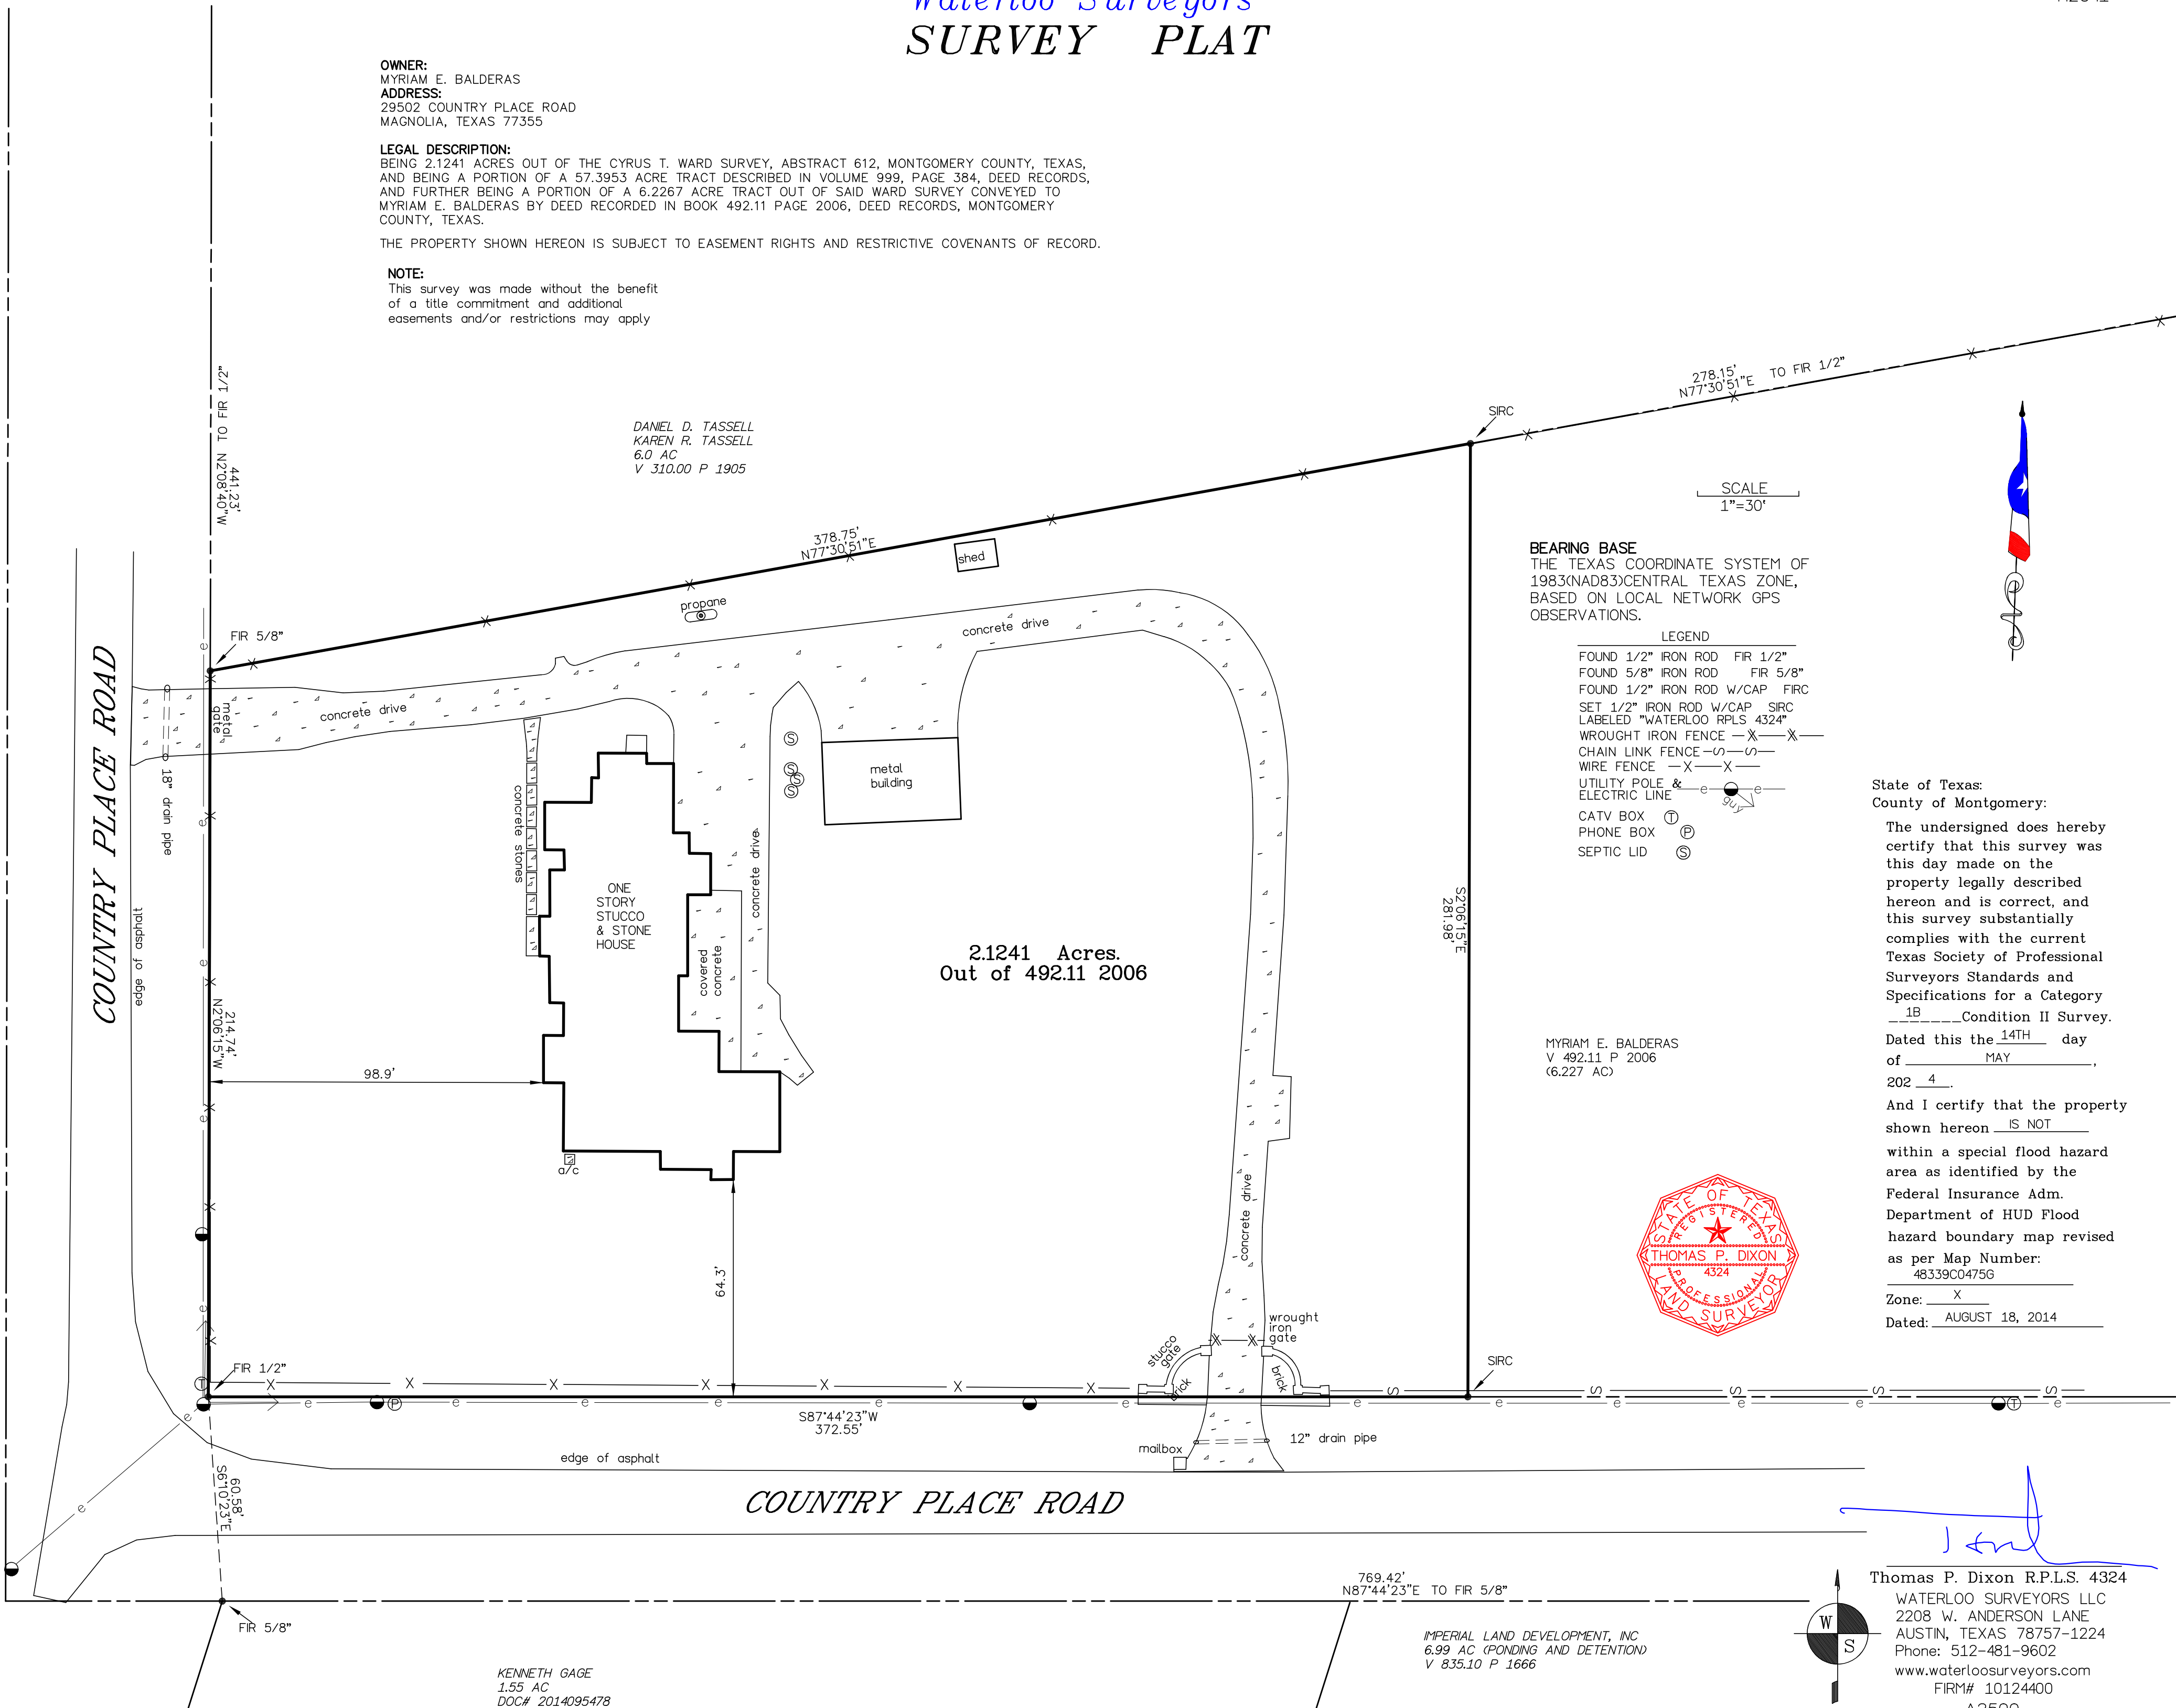 Waterloo Surveyors
SURVEY PLAT
OWNER:
MYRIAM E. BALDERAS
ADDRESS:
29502 COUNTRY PLACE ROAD
MAGNOLIA, TEXAS 77355
LEGAL DESCRIPTION:
BEING 2.1241 ACRES OUT OF THE CYRUS T. WARD SURVEY, ABSTRACT 612, MONTGOMERY COUNTY, TEXAS,
AND BEING A PORTION OF A 57.3953 ACRE TRACT DESCRIBED IN VOLUME 999, PAGE 384, DEED RECORDS,
AND FURTHER BEING A PORTION OF A 6.2267 ACRE TRACT OUT OF SAID WARD SURVEY CONVEYED TO
MYRIAM E. BALDERAS BY DEED RECORDED IN BOOK 492.11 PAGE 2006, DEED RECORDS, MONTGOMERY
COUNTY, TEXAS.
THE PROPERTY SHOWN HEREON IS SUBJECT TO EASEMENT RIGHTS AND RESTRICTIVE COVENANTS OF RECORD.
NOTE:
This survey was made without the benefit
of a title commitment and additional
easements and/or restrictions may apply
441.23'
N2°08'40"W TO FIR 1/2"
DANIEL D. TASSELL
KAREN R. TASSELL
6.0 AC
V 310.00 P 1905
278.15'
N77°30'51"E TO FIR 1/2"
SIRC
378.75'
N77°30'51"E
shed
propane
FIR 5/8"
concrete drive
metal
gate
concrete drive
18" drain pipe
COUNTRY PLACE ROAD
edge of asphalt
concrete stones
S
S
S
S
metal
building
concrete drive
ONE
STORY
STUCCO
& STONE
HOUSE
covered
concrete
2.1241 Acres.
Out of 492.11 2006
S2°06'15"E
281.98'
214.74'
N2°06'15"W
98.9'
a/c
64.3'
concrete drive
wrought
iron
gate
stucco
gate
brick
brick
SIRC
FIR 1/2"
T
P
T
S87°44'23"W
372.55'
mailbox
12" drain pipe
edge of asphalt
COUNTRY PLACE ROAD
60.58'
S6°10'23"E
FIR 5/8"
769.42'
N87°44'23"E TO FIR 5/8"
KENNETH GAGE
1.55 AC
DOC# 2014095478
IMPERIAL LAND DEVELOPMENT, INC
6.99 AC (PONDING AND DETENTION)
V 835.10 P 1666
SCALE
1"=30'
BEARING BASE
THE TEXAS COORDINATE SYSTEM OF
1983(NAD83)CENTRAL TEXAS ZONE,
BASED ON LOCAL NETWORK GPS
OBSERVATIONS.
LEGEND
FOUND 1/2" IRON ROD FIR 1/2"
FOUND 5/8" IRON ROD FIR 5/8"
FOUND 1/2" IRON ROD W/CAP FIRC
SET 1/2" IRON ROD W/CAP SIRC
LABELED "WATERLOO RPLS 4324"
WROUGHT IRON FENCE
CHAIN LINK FENCE -S-S-
WIRE FENCE -X-X-
UTILITY POLE &
ELECTRIC LINE e e
guy
CATV BOX T
PHONE BOX P
SEPTIC LID S
MYRIAM E. BALDERAS
V 492.11 P 2006
(6.227 AC)
State of Texas:
County of Montgomery:
The undersigned does hereby
certify that this survey was
this day made on the
property legally described
hereon and is correct, and
this survey substantially
complies with the current
Texas Society of Professional
Surveyors Standards and
Specifications for a Category
1B Condition II Survey.
Dated this the 14TH day
of MAY,
202 4.
And I certify that the property
shown hereon IS NOT
within a special flood hazard
area as identified by the
Federal Insurance Adm.
Department of HUD Flood
hazard boundary map revised
as per Map Number:
48339C0475G
Zone: X
Dated: AUGUST 18, 2014
STATE OF TEXAS
REGISTERED
THOMAS P. DIXON
4324
PROFESSIONAL
LAND SURVEYOR
Thomas P. Dixon R.P.L.S. 4324
WATERLOO SURVEYORS LLC
2208 W. ANDERSON LANE
AUSTIN, TEXAS 78757-1224
Phone: 512-481-9602
www.waterloosurveyors.com
FIRM# 10124400
W
S